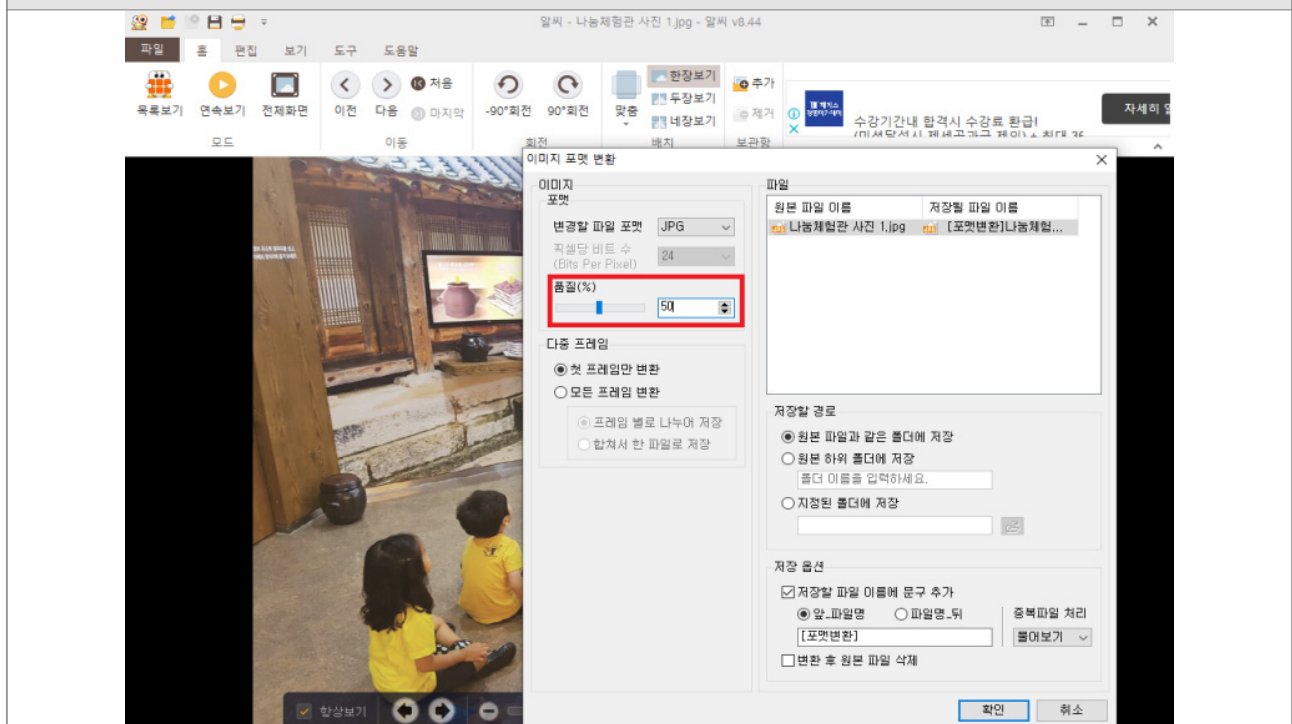 알씨 - 나눔체험관 사진 1.jpg - 알씨 v8.44
파일 홈 편집 보기 도구 도움말
목록보기 연속보기 전체화면 이전 다음 처음 마지막 -90°회전 90°회전 맞춤 한장보기 두장보기 네장보기 추가 제거
수강기간내 합격시 수강료 환급!
(미션달성시 제세공과금 제외) + 최대 36
자세히
모드 이동 회전 배치 보관함
이미지 포맷 변환
이미지
포맷
변경할 파일 포맷 JPG
픽셀당 비트 수
(Bits Per Pixel) 24
품질(%)
50
다중 프레임
첫 프레임만 변환
모든 프레임 변환
프레임 별로 나누어 저장
합쳐서 한 파일로 저장
파일
원본 파일 이름 저장될 파일 이름
나눔체험관 사진 1.jpg [포맷변환]나눔체험...
저장할 경로
원본 파일과 같은 폴더에 저장
원본 하위 폴더에 저장
폴더 이름을 입력하세요.
지정된 폴더에 저장
저장 옵션
저장할 파일 이름에 문구 추가
앞_파일명 파일명_뒤 중복파일 처리
[포맷변환] 물어보기
변환 후 원본 파일 삭제
항상보기
확인 취소